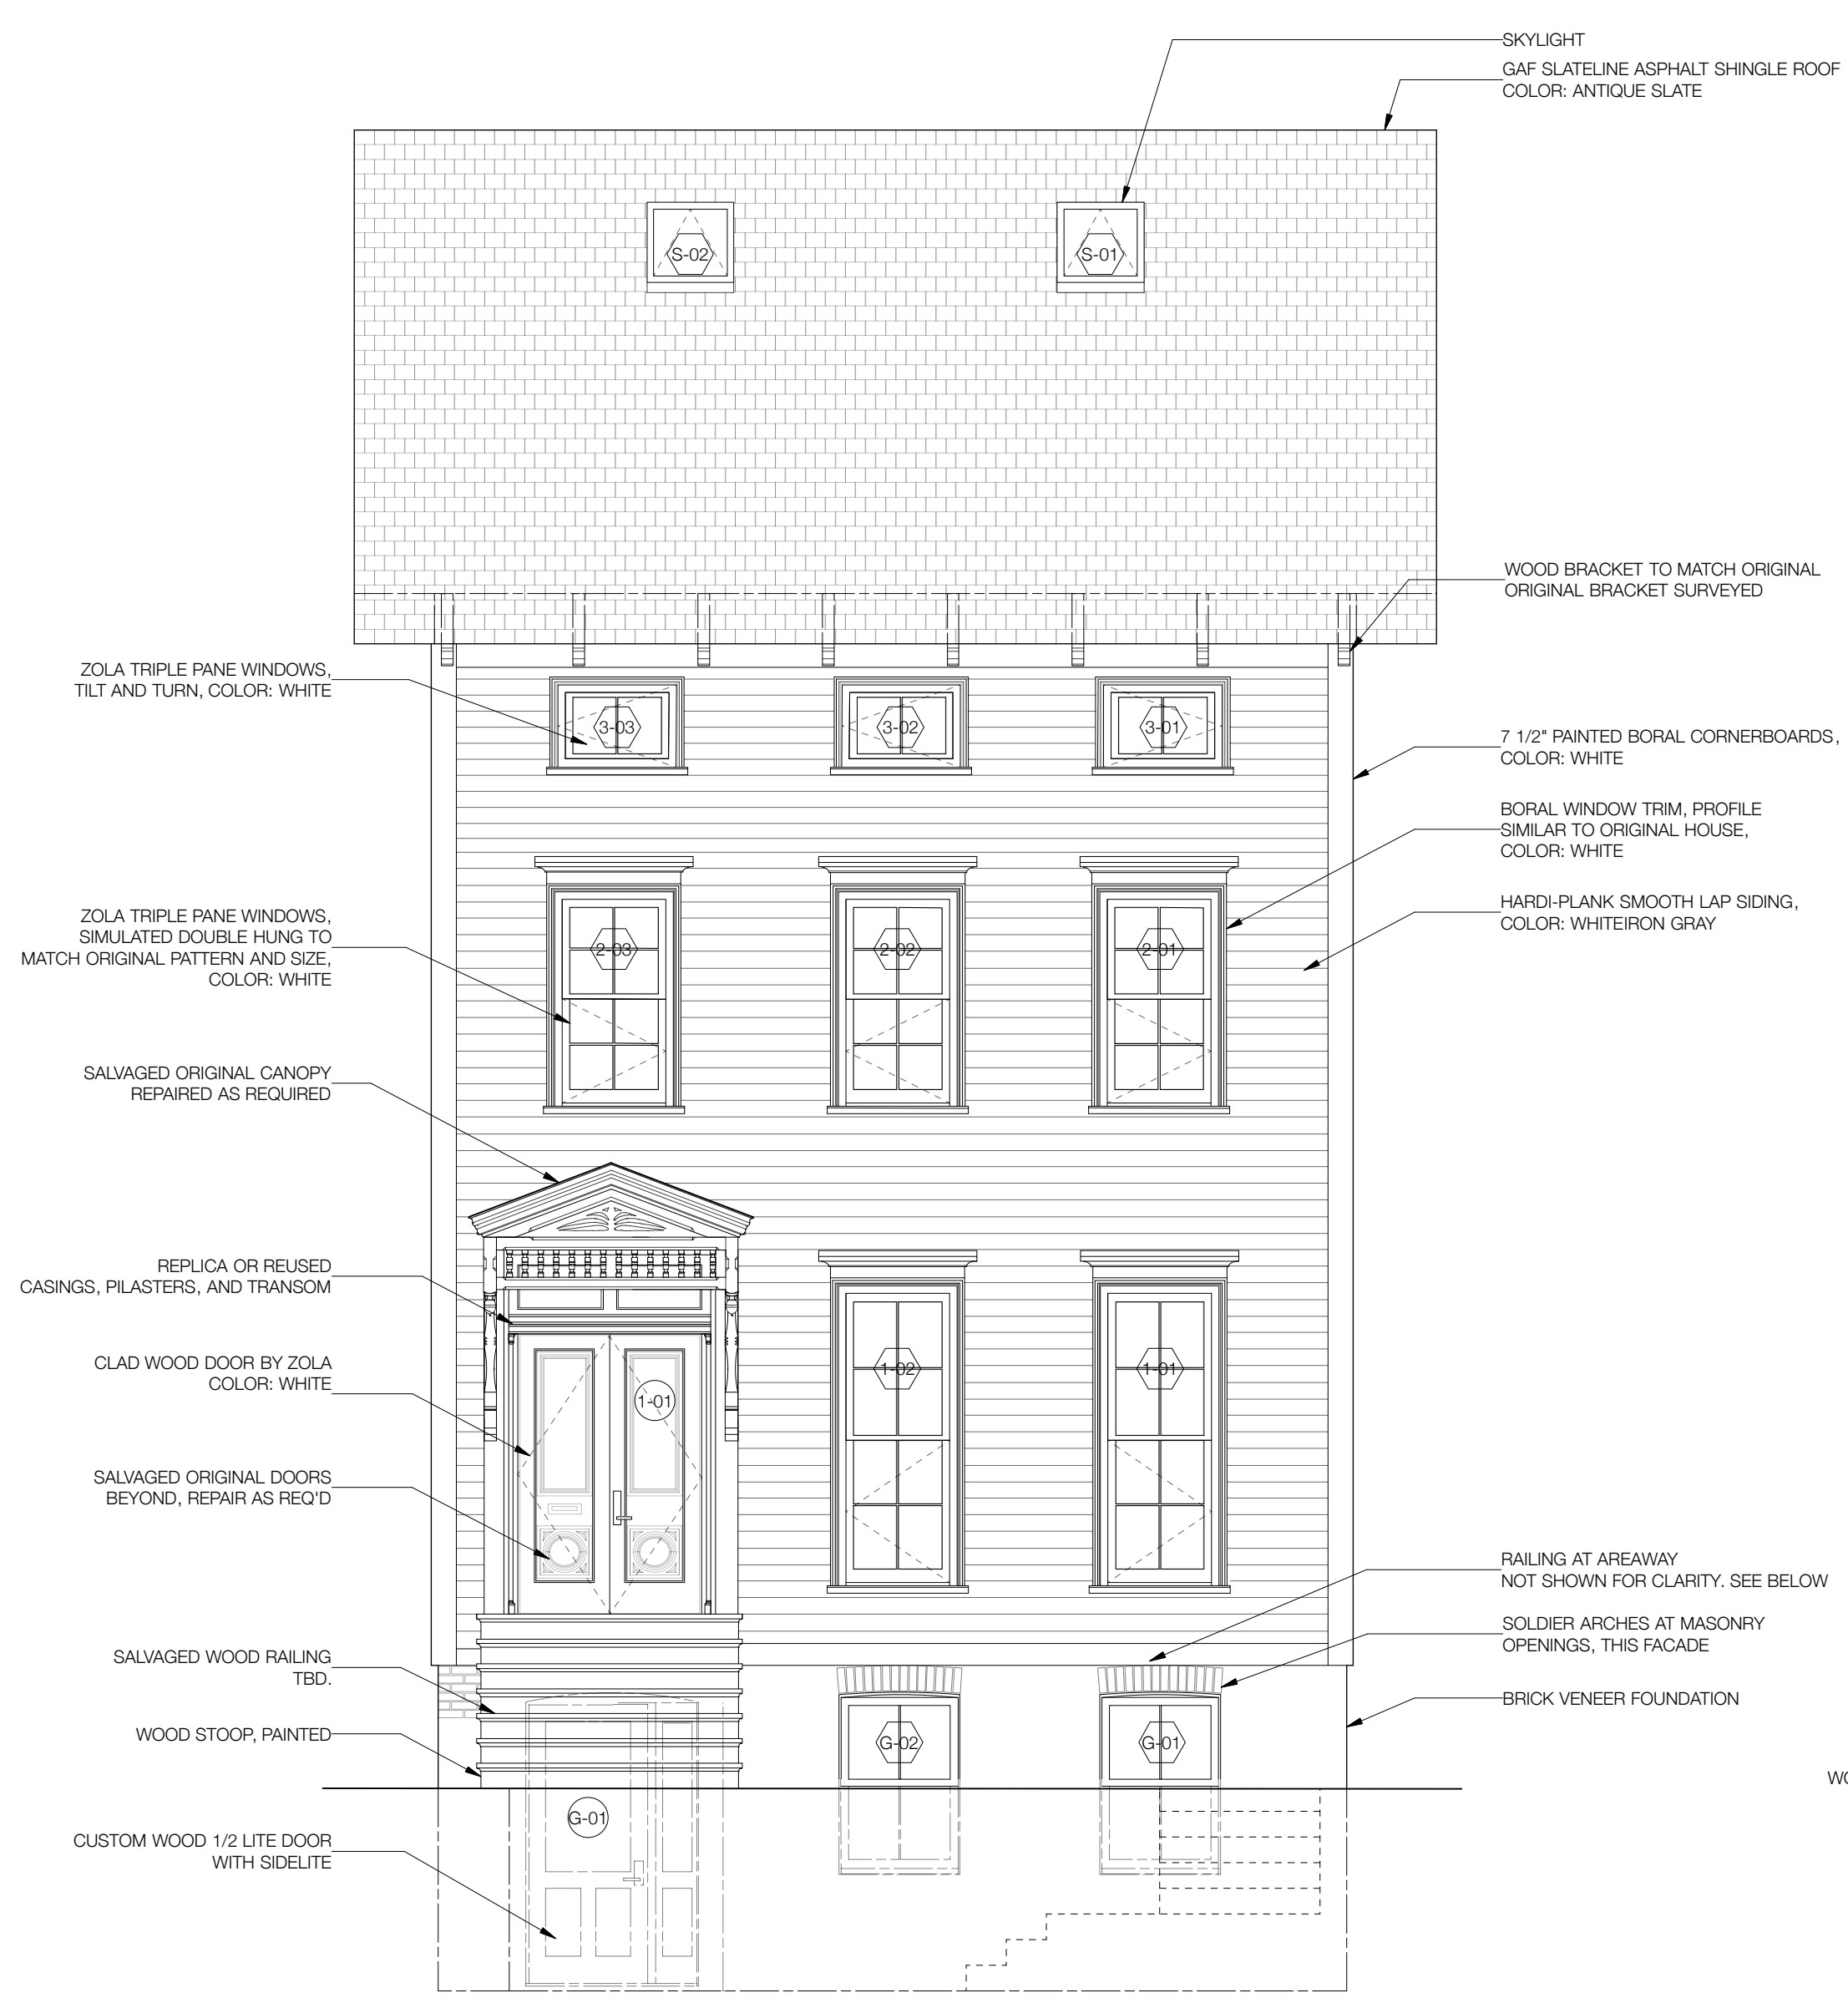 SKYLIGHT
GAF SLATELINE ASPHALT SHINGLE ROOF
COLOR: ANTIQUE SLATE
S-02
S-01
WOOD BRACKET TO MATCH ORIGINAL
ORIGINAL BRACKET SURVEYED
ZOLA TRIPLE PANE WINDOWS,
TILT AND TURN, COLOR: WHITE
3-03
3-02
3-01
7 1/2" PAINTED BORAL CORNERBOARDS,
COLOR: WHITE
BORAL WINDOW TRIM, PROFILE
SIMILAR TO ORIGINAL HOUSE,
COLOR: WHITE
HARDI-PLANK SMOOTH LAP SIDING,
COLOR: WHITEIRON GRAY
ZOLA TRIPLE PANE WINDOWS,
SIMULATED DOUBLE HUNG TO
MATCH ORIGINAL PATTERN AND SIZE,
COLOR: WHITE
2-03
2-02
2-01
SALVAGED ORIGINAL CANOPY
REPAIRED AS REQUIRED
REPLICA OR REUSED
CASINGS, PILASTERS, AND TRANSOM
CLAD WOOD DOOR BY ZOLA
COLOR: WHITE
1-01
1-02
1-01
SALVAGED ORIGINAL DOORS
BEYOND, REPAIR AS REQ'D
RAILING AT AREAWAY
NOT SHOWN FOR CLARITY. SEE BELOW
SOLDIER ARCHES AT MASONRY
OPENINGS, THIS FACADE
SALVAGED WOOD RAILING
TBD.
BRICK VENEER FOUNDATION
WOOD STOOP, PAINTED
G-02
G-01
G-01
CUSTOM WOOD 1/2 LITE DOOR
WITH SIDELITE